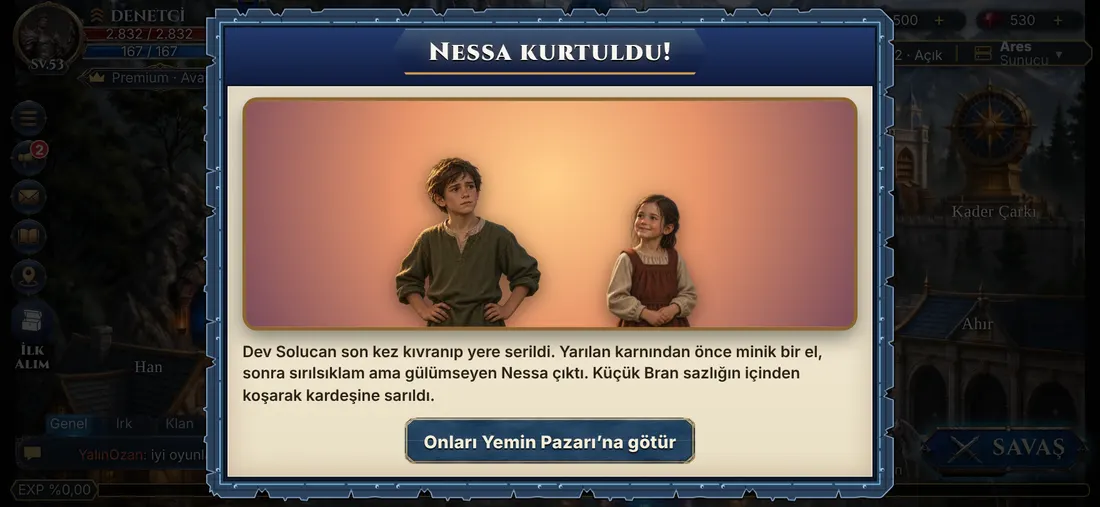 DENETÇİ
2.832 / 2.832
167 / 167
Sv.53
Premium · Ava
500 +
530 +
2 · Açık
Ares
Sunucu
2
NESSA KURTULDU!
Kader Çarkı
Ahır
Han
İLK
ALIM
Dev Solucan son kez kıvranıp yere serildi. Yarılan karnından önce minik bir el,
sonra sırılsıklam ama gülümseyen Nessa çıktı. Küçük Bran sazlığın içinden
koşarak kardeşine sarıldı.
Onları Yemin Pazarı’na götür
Genel Irk Klan
YalınOzan: iyi oyunl
SAVAŞ
EXP %0,00